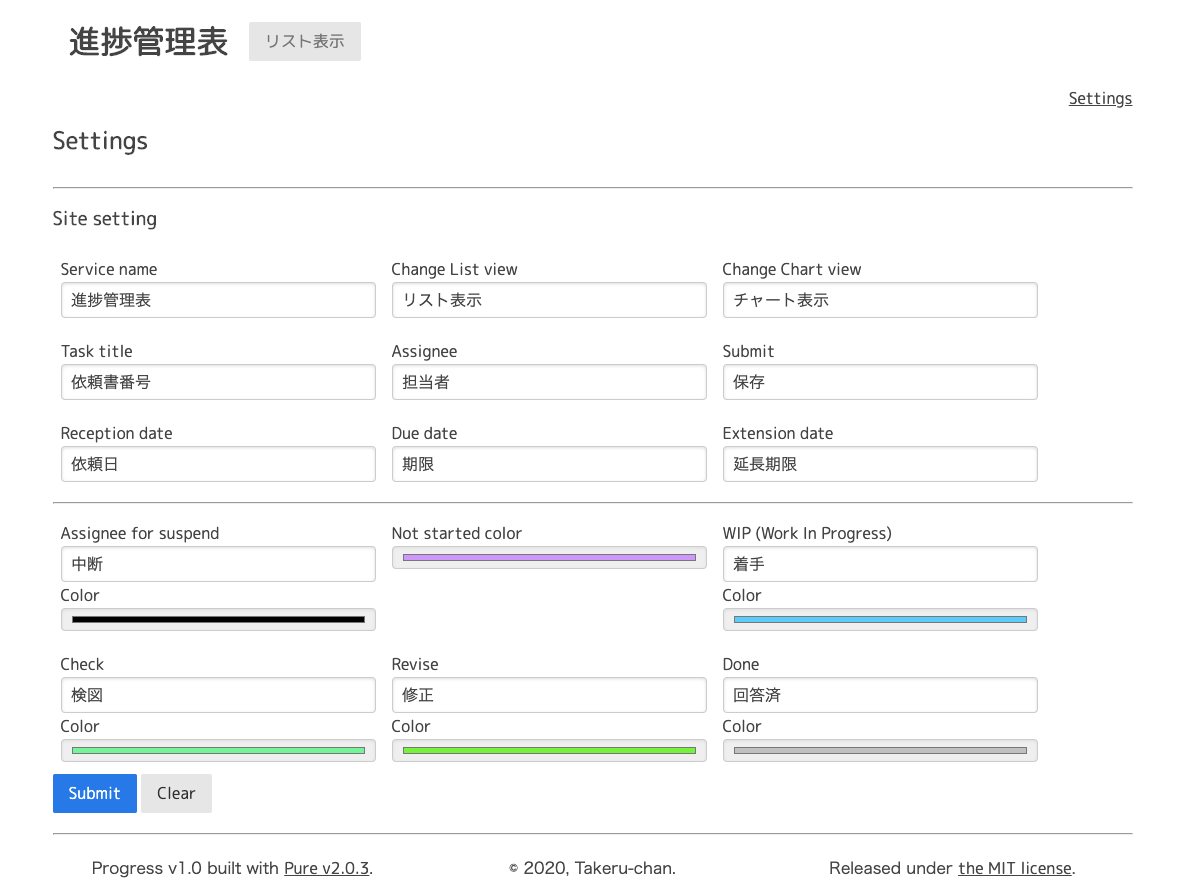 進捗管理表 リスト表示
Settings
Settings
Site setting
Service name Change List view Change Chart view
進捗管理表 リスト表示 チャート表示
Task title Assignee Submit
依頼書番号 担当者 保存
Reception date Due date Extension date
依頼日 期限 延長期限
Assignee for suspend Not started color WIP (Work In Progress)
中断 着手
Color Color
Check Revise Done
検図 修正 回答済
Color Color Color
Submit Clear
Progress v1.0 built with Pure v2.0.3. © 2020, Takeru-chan. Released under the MIT license.